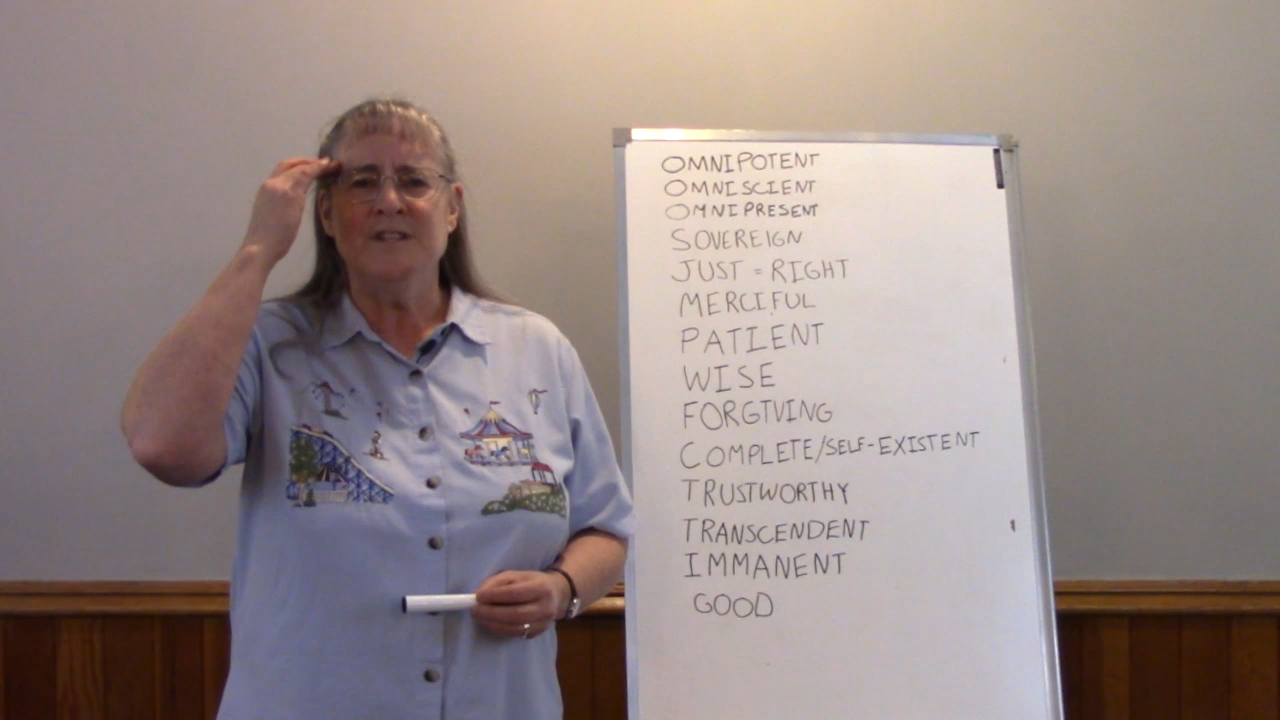 OMNIPOTENT
OMNISCIENT
OMNIPRESENT
SOVEREIGN
JUST = RIGHT
MERCIFUL
PATIENT
WISE
FORGIVING
COMPLETE/SELF-EXISTENT
TRUSTWORTHY
TRANSCENDENT
IMMANENT
GOOD